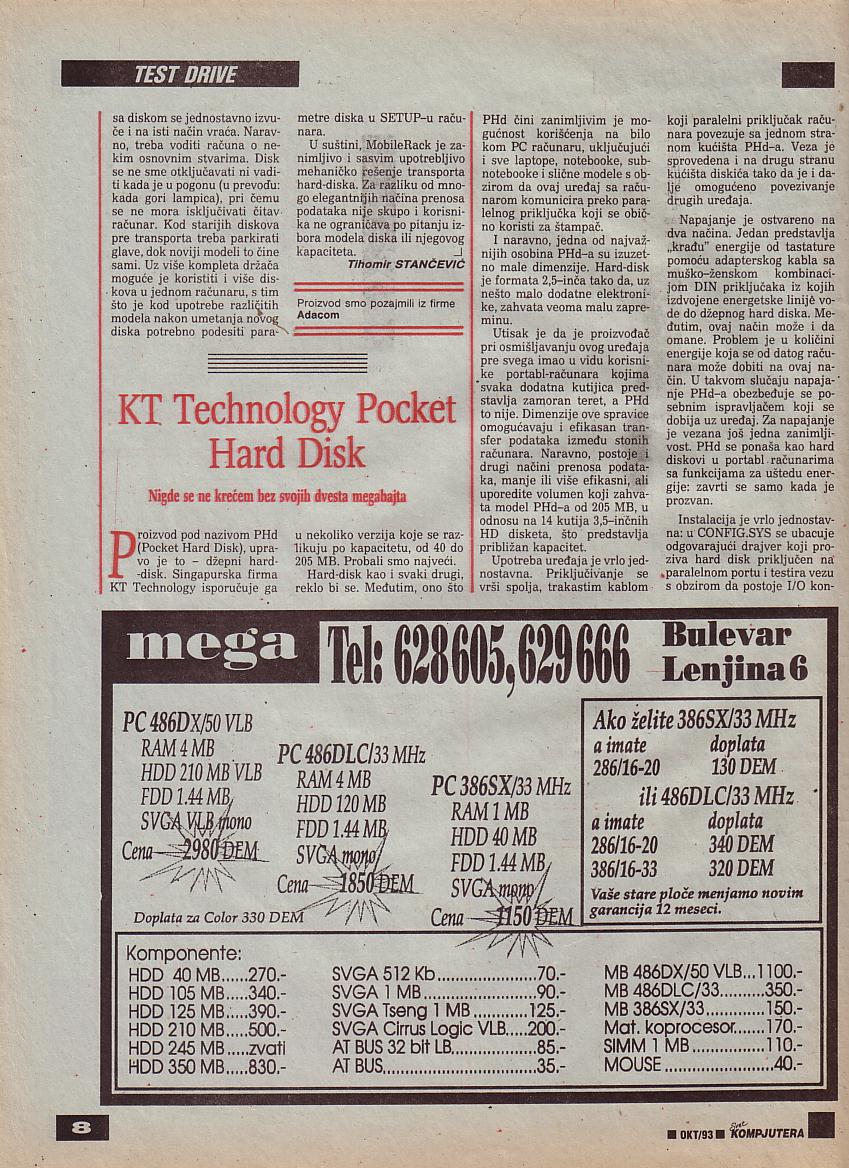 TEST DRIVE
sa diskom se jednostavno izvu-
če i na isti način vraća. Narav-
no, treba voditi računa o ne-
kim osnovnim stvarima. Disk
se ne sme otključavati ni vadi-
ti kada je u pogonu (u prevodu:
kada gori lampica), pri čemu
se ne mora isključivati čitav
računar. Kod starijih diskova
pre transporta treba parkirati
glave, dok noviji modeli to čine
sami. Uz više kompleta držača
moguće je koristiti i više dis-
kova u jednom računaru, s tim
što je kod upotrebe različitih
modela nakon umetanja novog
diska potrebno podesiti para-
metre diska u SETUP-u raču-
nara.
U suštini, MobileRack je za-
nimljivo i sasvim upotrebljivo
mehaničko rešenje transporta
hard-diska. Za razliku od mno-
go elegantnijih načina prenosa
podataka nije skupo i korisni-
ka ne ograničava po pitanju iz-
bora modela diska ili njegovog
kapaciteta.
Tihomir STANČEVIĆ
Proizvod smo pozajmili iz firme
Adacom
KT Technology Pocket
Hard Disk
Nigde se ne krećem bez svojih dvesta megabajta
Proizvod pod nazivom PHd
(Pocket Hard Disk), upra-
vo je to – džepni hard-
-disk. Singapurska firma
KT Technology isporučuje ga
u nekoliko verzija koje se raz-
likuju po kapacitetu, od 40 do
205 MB. Probali smo najveći.
Hard-disk kao i svaki drugi,
reklo bi se. Međutim, ono što
PHd čini zanimljivim je mo-
gućnost korišćenja na bilo
kom PC računaru, uključujući
i sve laptope, notebooke, sub-
notebooke i slične modele s ob-
zirom da ovaj uređaj sa raču-
narom komunicira preko para-
lelnog priključka koji se obič-
no koristi za štampač.
I naravno, jedna od najvaž-
nijih osobina PHd-a su izuzet-
no male dimenzije. Hard-disk
je formata 2,5-inča tako da, uz
nešto malo dodatne elektroni-
ke, zahvata veoma malu zapre-
minu.
Utisak je da je proizvođač
pri osmišljavanju ovog uređaja
pre svega imao u vidu korisni-
ke portabl-računara kojima
svaka dodatna kutijica pred-
stavlja zamoran teret, a PHd
to nije. Dimenzije ove spravice
omogućavaju i efikasan tran-
sfer podataka između stonih
računara. Naravno, postoje i
drugi načini prenosa podata-
ka, manje ili više efikasni, ali
uporedite volumen koji zahva-
ta model PHd-a od 205 MB, u
odnosu na 14 kutija 3,5-inčnih
HD disketa, što predstavlja
približan kapacitet.
Upotreba uređaja je vrlo jed-
nostavna. Priključivanje se
vrši spolja, trakastim kablom
koji paralelni priključak raču-
nara povezuje sa jednom stra-
nom kućišta PHd-a. Veza je
sprovedena i na drugu stranu
kućišta diskića tako da je i da-
lje omogućeno povezivanje
drugih uređaja.
Napajanje je ostvareno na
dva načina. Jedan predstavlja
„krađu" energije od tastature
pomoću adapterskog kabla sa
muško-ženskom kombinaci-
jom DIN priključaka iz kojih
izdvojene energetske linije vo-
de do džepnog hard diska. Me-
đutim, ovaj način može i da
omane. Problem je u količini
energije koja se od datog raču-
nara može dobiti na ovaj na-
čin. U takvom slučaju napaja-
nje PHd-a obezbeđuje se po-
sebnim ispravljačem koji se
dobija uz uređaj. Za napajanje
je vezana još jedna zanimlji-
vost. PHd se ponaša kao hard
diskovi u portabl računarima
sa funkcijama za uštedu ener-
gije: zavrti se samo kada je
prozvan.
Instalacija je vrlo jednostav-
na: u CONFIG.SYS se ubacuje
odgovarajući drajver koji pro-
ziva hard disk priključen na
paralelnom portu i testira vezu
s obzirom da postoje I/O kon-
mega
Tel: 628605,629666
Bulevar
Lenjina 6
PC 486DX/50 VLB
RAM 4 MB
HDD 210 MB VLB
FDD 1.44 MB
SVGA VLB mono
Cena 2980 DEM
PC 486DLC/33 MHz
RAM 4 MB
HDD 120 MB
FDD 1.44 MB
SVGA mono
Cena 1850 DEM
PC 386SX/33 MHz
RAM 1 MB
HDD 40 MB
FDD 1.44 MB
SVGA mono
Cena 1150 DEM
Doplata za Color 330 DEM
Ako želite 386SX/33 MHz
a imate doplata
286/16-20 130 DEM
ili 486DLC/33 MHz
a imate doplata
286/16-20 340 DEM
386/16-33 320 DEM
Vaše stare ploče menjamo novim
garancija 12 meseci.
Komponente:
HDD 40 MB.....270.-
HDD 105 MB.....340.-
HDD 125 MB.....390.-
HDD 210 MB.....500.-
HDD 245 MB.....zvati
HDD 350 MB.....830.-
SVGA 512 Kb......................70.-
SVGA 1 MB.........................90.-
SVGA Tseng 1 MB............125.-
SVGA Cirrus Logic VLB....200.-
AT BUS 32 bit LB...................85.-
AT BUS................................35.-
MB 486DX/50 VLB...1100.-
MB 486DLC/33..........350.-
MB 386SX/33..............150.-
Mat. koprocesor.......170.-
SIMM 1 MB................110.-
MOUSE........................40.-
8
OKT/93
Svet KOMPJUTERA